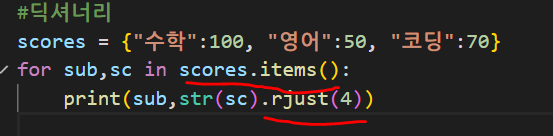 #딕셔너리
scores = {"수학":100, "영어":50, "코딩":70}
for sub,sc in scores.items():
    print(sub,str(sc).rjust(4))